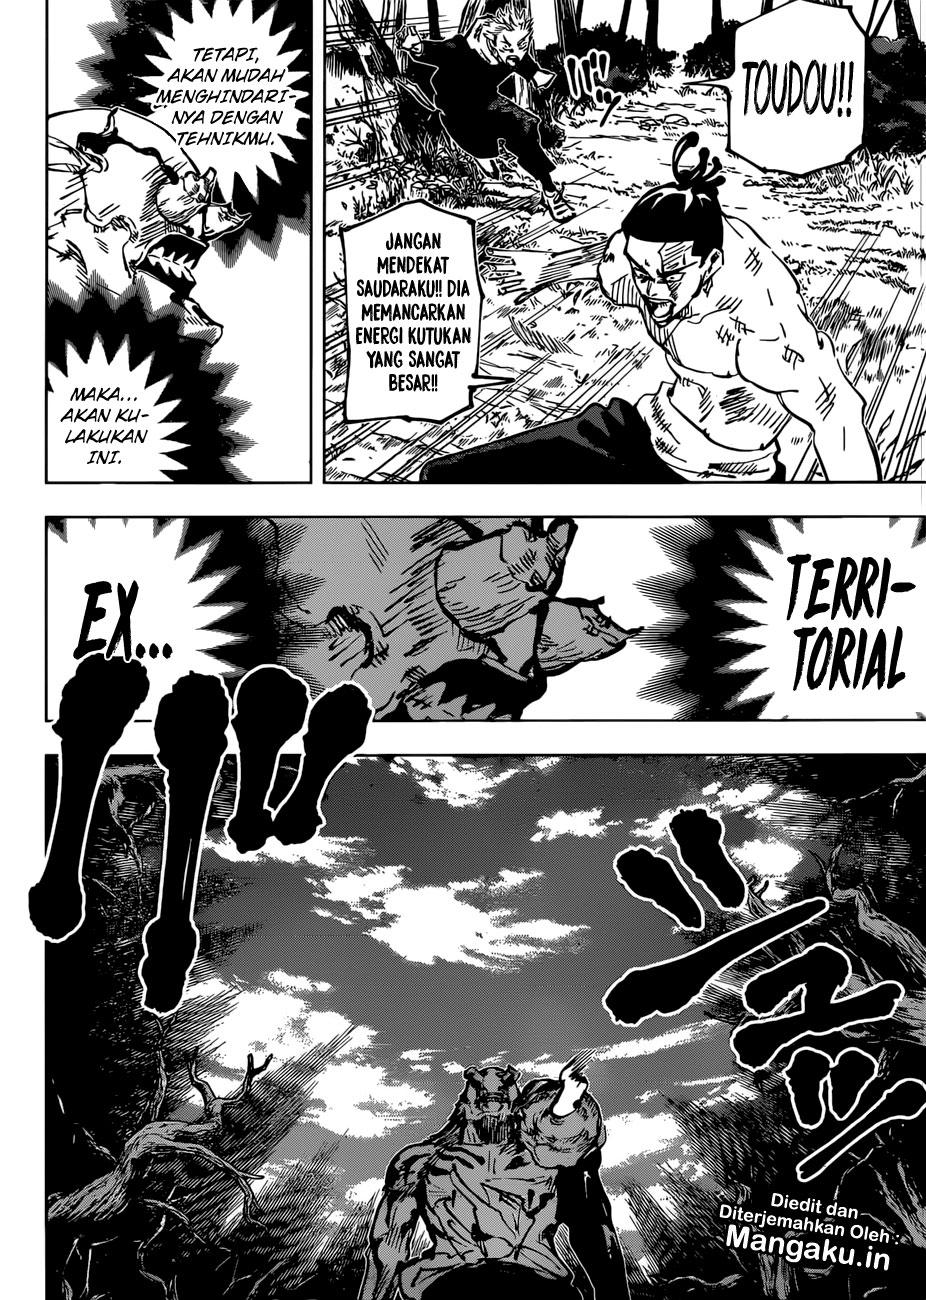 TOUDOU!!
JANGAN
MENDEKAT
SAUDARAKU!! DIA
MEMANCARKAN
ENERGI KUTUKAN
YANG SANGAT
BESAR!!
TETAPI,
AKAN MUDAH
MENGHINDARI-
NYA DENGAN
TEHNIKMU.
MAKA...
AKAN KU-
LAKUKAN
INI.
TERRI-
TORIAL
EX...
Diedit dan
Diterjemahkan Oleh :
Mangaku.in